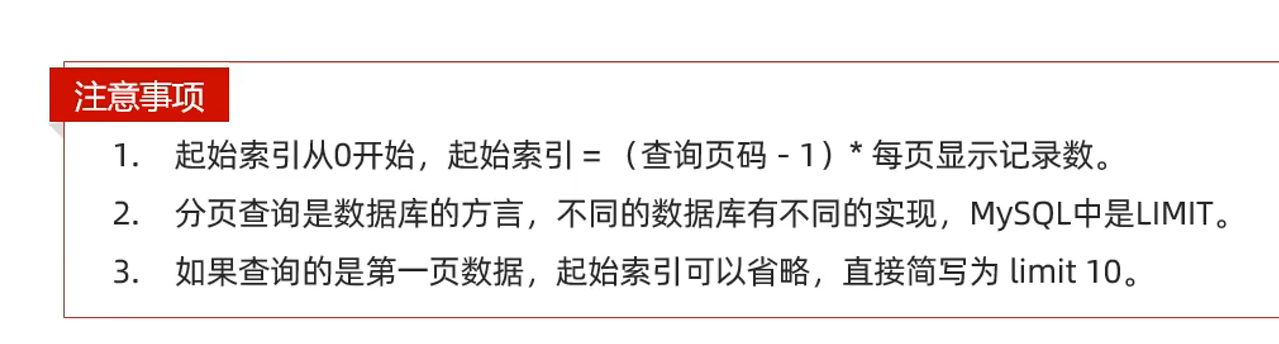 注意事项
1. 起始索引从0开始，起始索引 = （查询页码 - 1）* 每页显示记录数。
2. 分页查询是数据库的方言，不同的数据库有不同的实现，MySQL中是LIMIT。
3. 如果查询的是第一页数据，起始索引可以省略，直接简写为 limit 10。